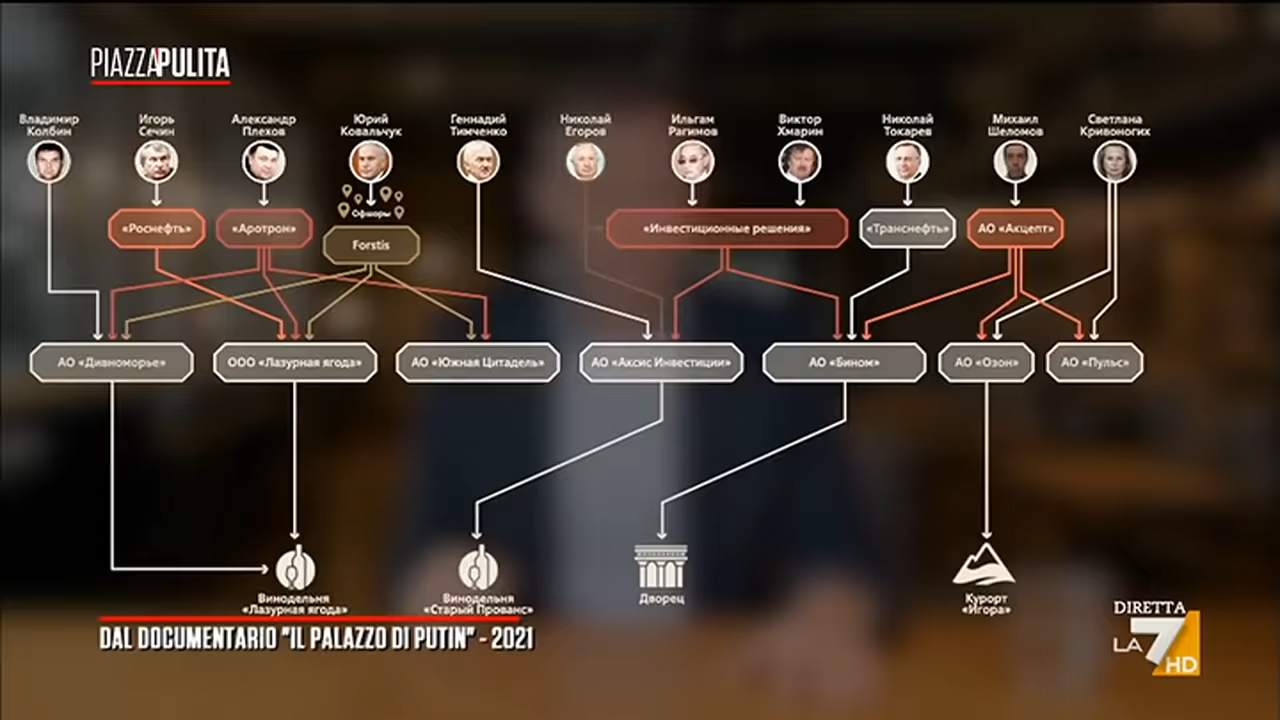 PIAZZAPULITA
Владимир
Колбин
Игорь
Сечин
Александр
Плехов
Юрий
Ковальчук
Геннадий
Тимченко
Николай
Егоров
Ильгам
Рагимов
Виктор
Хмарин
Николай
Токарев
Михаил
Шеломов
Светлана
Кривоногих
Офшоры
«Роснефть»
«Аротрон»
Forstis
«Инвестиционные решения»
«Транснефть»
АО «Акцепт»
АО «Дивноморье»
ООО «Лазурная ягода»
АО «Южная Цитадель»
АО «Аксис Инвестиции»
АО «Бином»
АО «Озон»
АО «Пульс»
Винодельня
«Лазурная ягода»
Винодельня
«Старый Прованс»
Дворец
Курорт
«Игора»
DAL DOCUMENTARIO "IL PALAZZO DI PUTIN" - 2021
DIRETTA
LA 7 HD